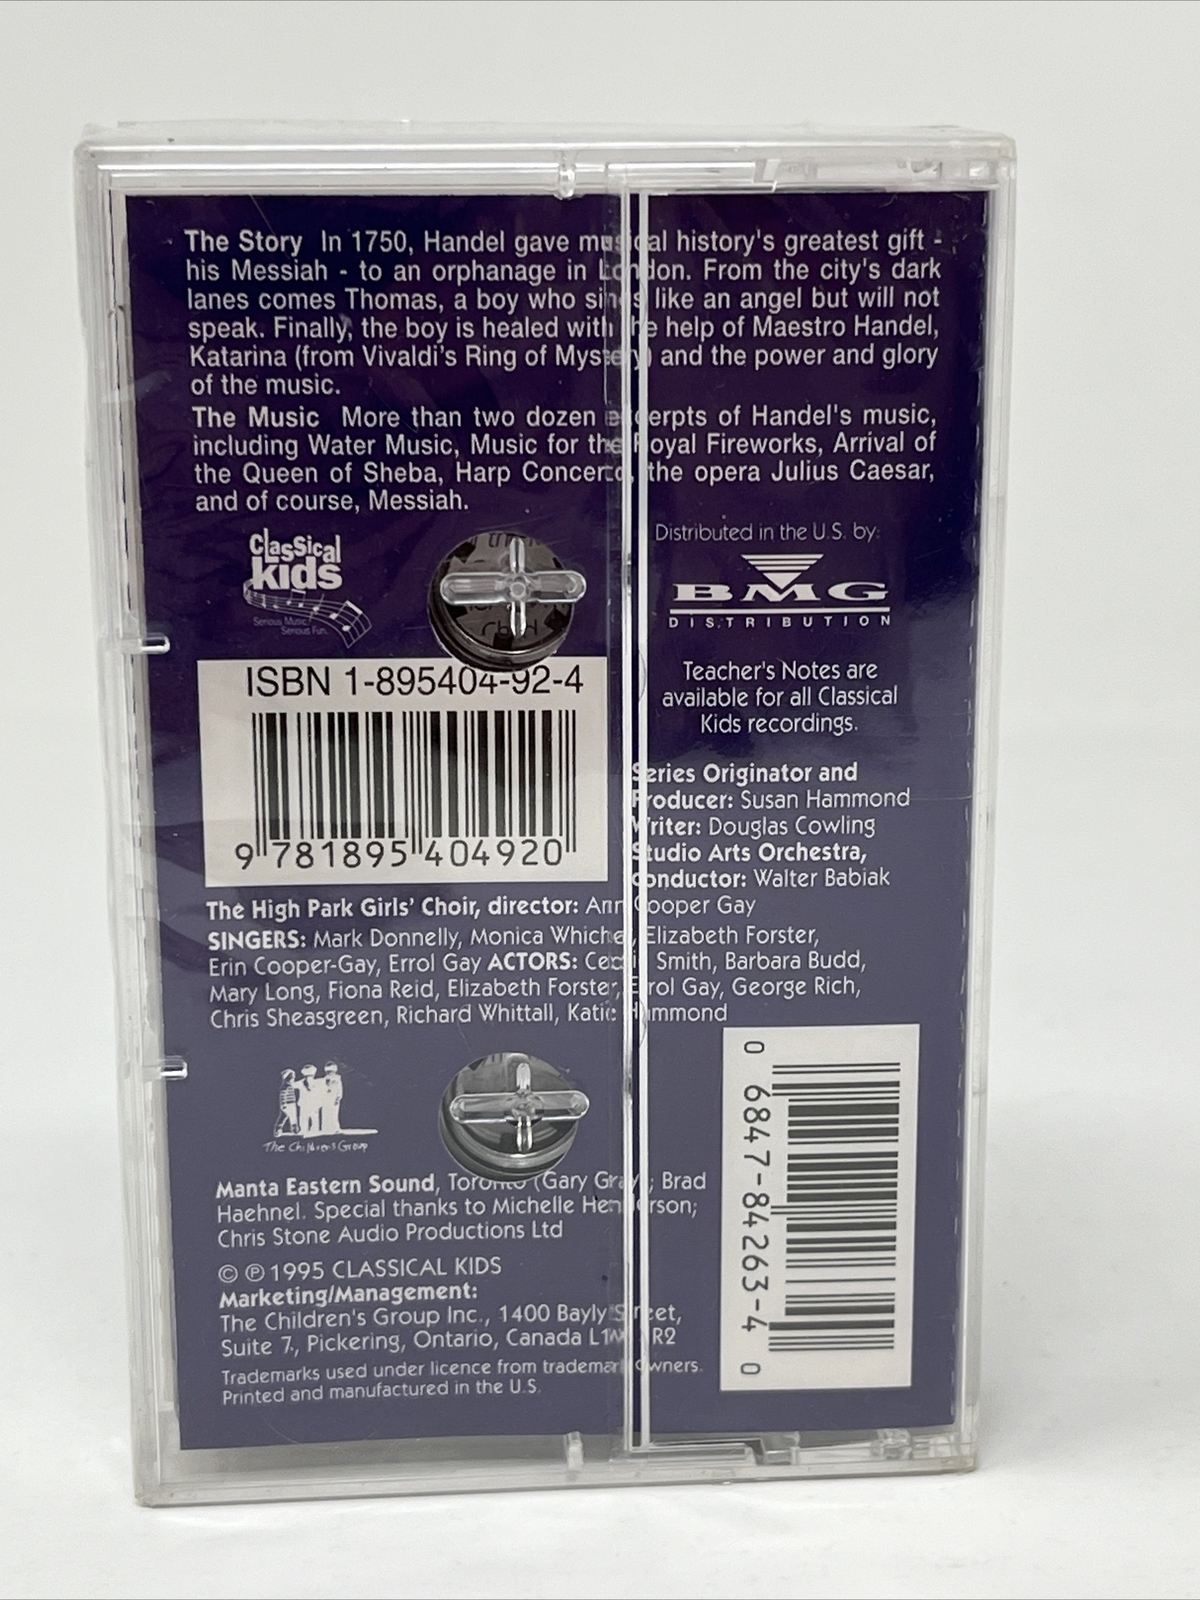 The Story In 1750, Handel gave musical history's greatest gift -
his Messiah - to an orphanage in London. From the city's dark
lanes comes Thomas, a boy who sings like an angel but will not
speak. Finally, the boy is healed with the help of Maestro Handel,
Katarina (from Vivaldi's Ring of Mystery) and the power and glory
of the music.
The Music More than two dozen excerpts of Handel's music,
including Water Music, Music for the Royal Fireworks, Arrival of
the Queen of Sheba, Harp Concerto, the opera Julius Caesar,
and of course, Messiah.
Classical
kids
Serious Music.
Serious Fun.
Distributed in the U.S. by:
BMG
DISTRIBUTION
Teacher's Notes are
available for all Classical
Kids recordings.
ISBN 1-895404-92-4
9 781895 404920
Series Originator and
Producer: Susan Hammond
Writer: Douglas Cowling
Studio Arts Orchestra,
conductor: Walter Babiak
The High Park Girls' Choir, director: Ann Cooper Gay
SINGERS: Mark Donnelly, Monica Whicher, Elizabeth Forster,
Erin Cooper-Gay, Errol Gay ACTORS: Smith, Barbara Budd,
Mary Long, Fiona Reid, Elizabeth Forster, Errol Gay, George Rich,
Chris Sheasgreen, Richard Whittall, Katie Hammond
The Children's Group
Manta Eastern Sound, Toronto (Gary Gray); Brad
Haehnel. Special thanks to Michelle Henderson;
Chris Stone Audio Productions Ltd
© ℗ 1995 CLASSICAL KIDS
Marketing/Management:
The Children's Group Inc., 1400 Bayly Street,
Suite 7, Pickering, Ontario, Canada L1W 3R2
Trademarks used under licence from trademark owners.
Printed and manufactured in the U.S.
0 6847-84263-4 0